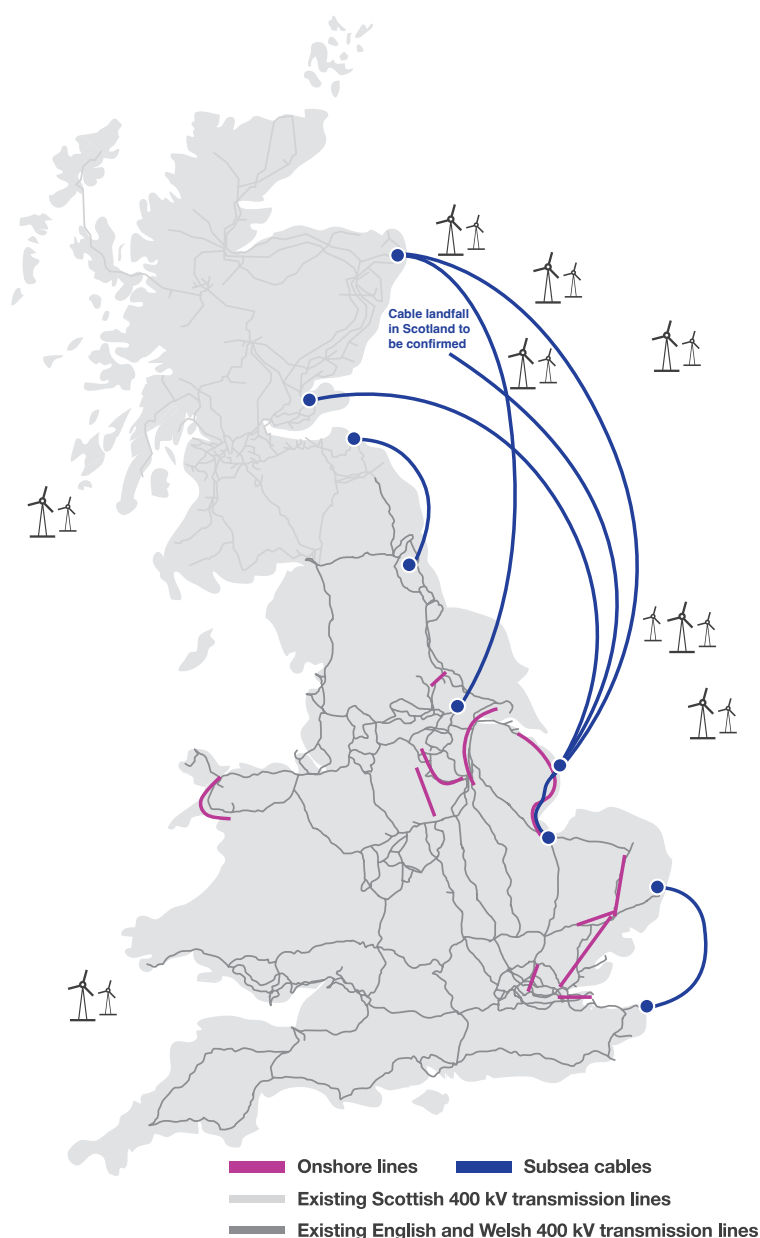 Cable landfall
in Scotland to
be confirmed
Onshore lines
Subsea cables
Existing Scottish 400 kV transmission lines
Existing English and Welsh 400 kV transmission lines